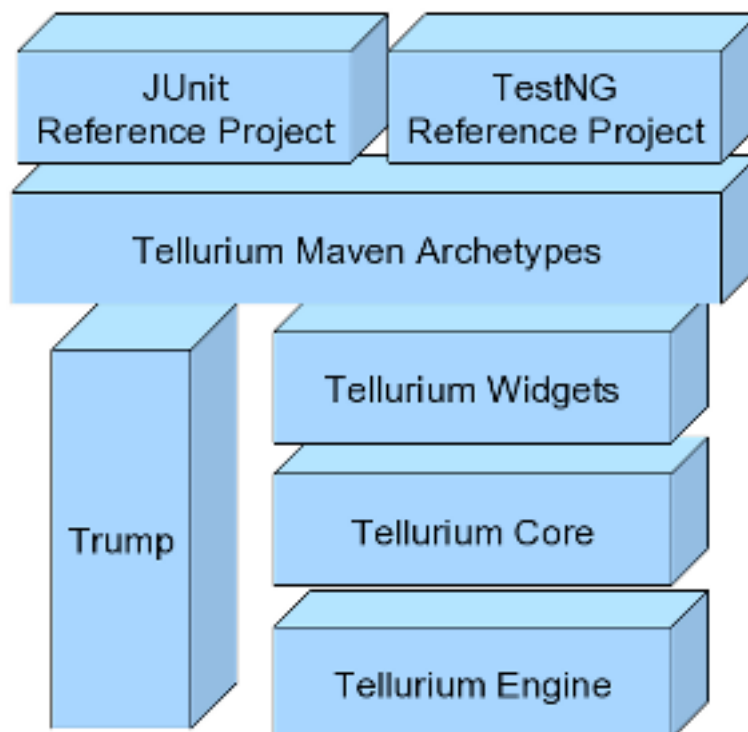 JUnit
Reference Project
TestNG
Reference Project
Tellurium Maven Archetypes
Tellurium Widgets
Trump
Tellurium Core
Tellurium Engine